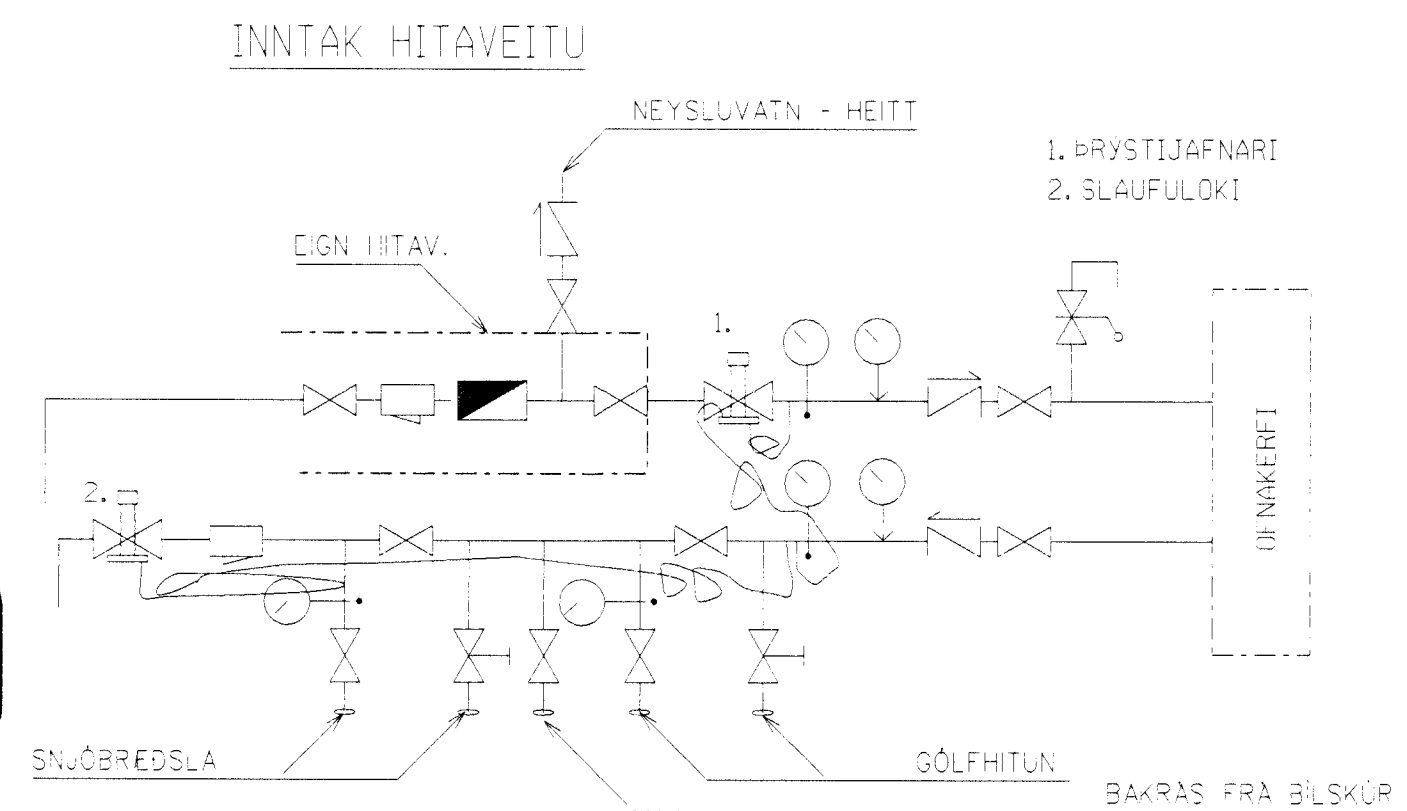 INNTAK HITAVEITU
NEYSLUVATN - HEITT
1. ÞRÝSTIJAFNARI
2. SLAUFULOKI
EIGN HITAV.
1.
OFNAKERFI
2.
SNJÓBRÆÐSLA
GÓLFHITUN
BAKRÁS FRÁ BÍLSKÚR